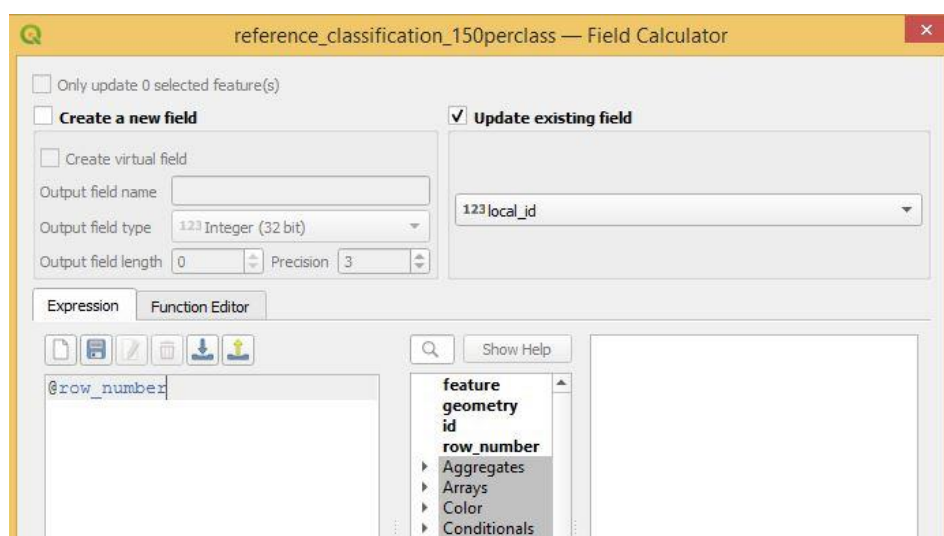 reference_classification_150perclass — Field Calculator
Only update 0 selected feature(s)
Create a new field
Update existing field
Create virtual field
Output field name
Output field type 123 Integer (32 bit)
Output field length 0 Precision 3
123 local_id
Expression Function Editor
Show Help
@row_number
feature
geometry
id
row_number
Aggregates
Arrays
Color
Conditionals